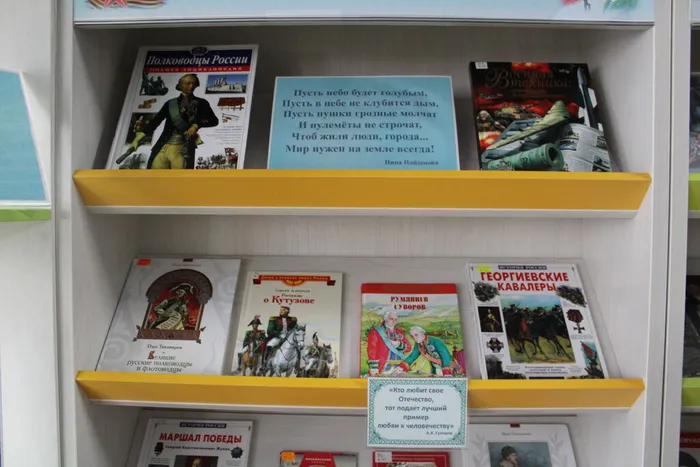 Полководцы России
Пусть небо будет голубым,
Пусть в небе не клубится дым,
Пусть пушки грозные молчат
И пулемёты не строчат,
Чтоб жили люди, города...
Мир нужен на земле всегда!
Великие
русские полководцы
и флотоводцы
Рассказы
о Кутузове
РУМЯНЦЕВ
СУВОРОВ
ИСТОРИЯ РОССИИ
ГЕОРГИЕВСКИЕ
КАВАЛЕРЫ
«Кто любит свое
Отечество,
тот подает лучший
пример
любви к человечеству»
А.В. Суворов
ИСТОРИЯ РОССИИ
МАРШАЛ ПОБЕДЫ